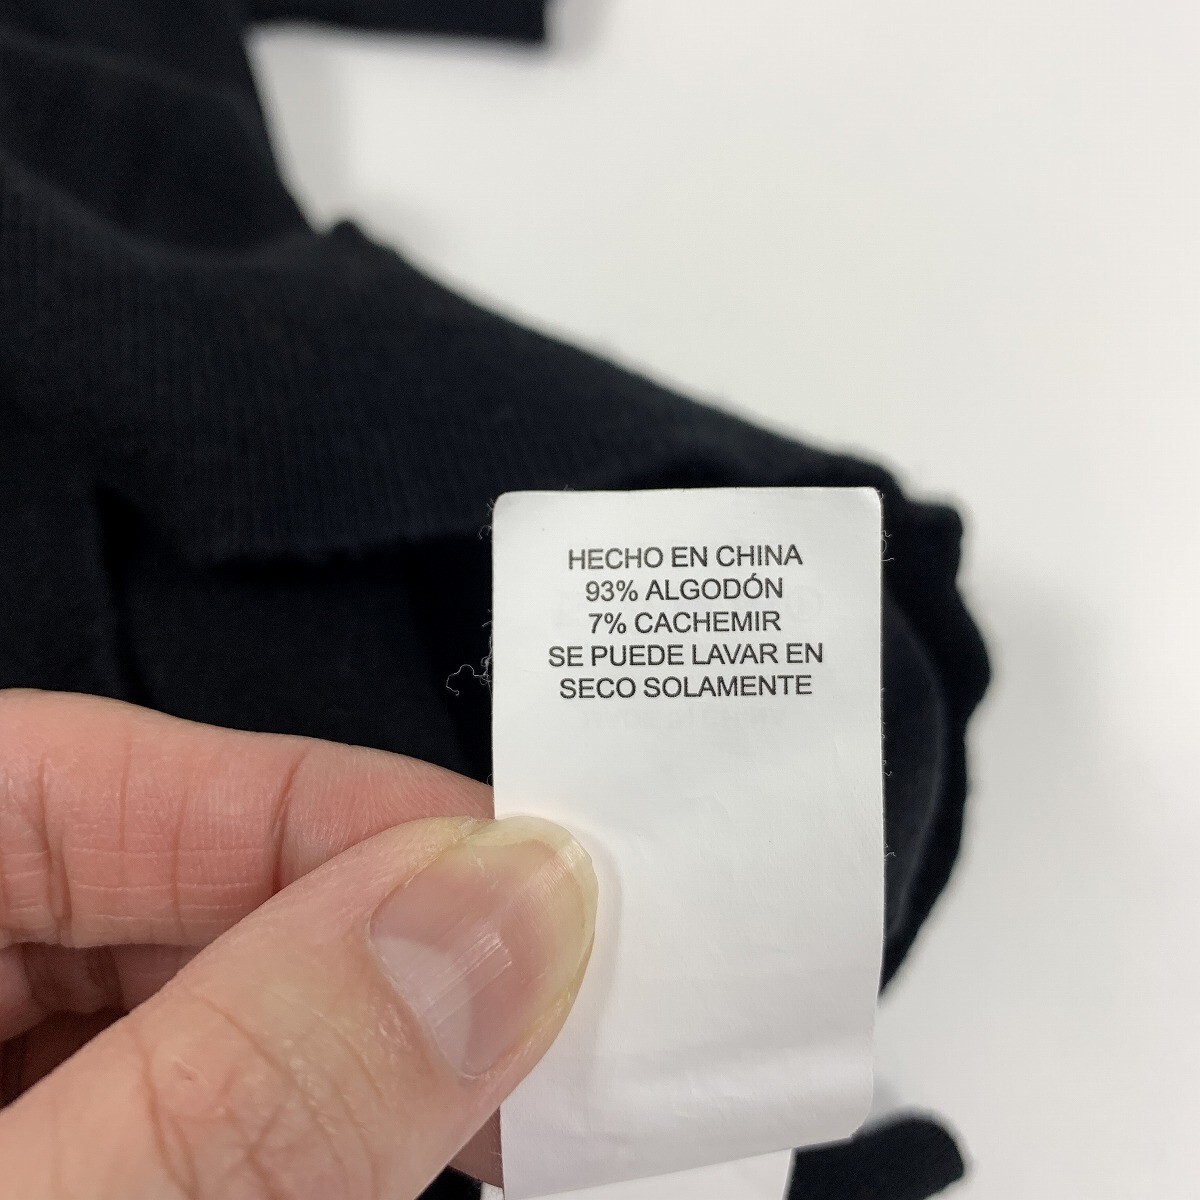 HECHO EN CHINA
93% ALGODÓN
7% CACHEMIR
SE PUEDE LAVAR EN
SECO SOLAMENTE